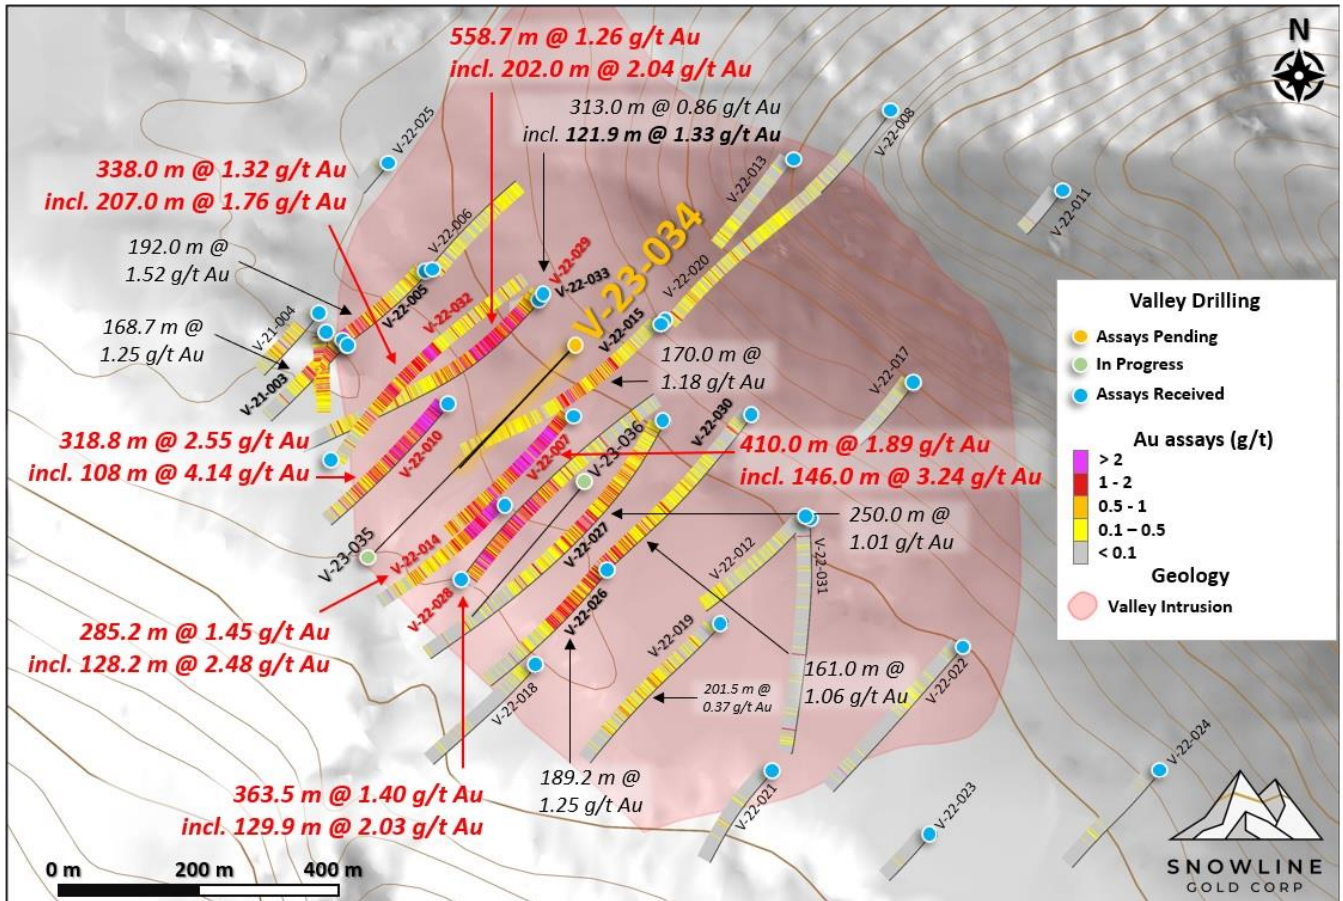 558.7 m @ 1.26 g/t Au
incl. 202.0 m @ 2.04 g/t Au
N
313.0 m @ 0.86 g/t Au
incl. 121.9 m @ 1.33 g/t Au
V-22-025
V-22-008
V-22-013
338.0 m @ 1.32 g/t Au
incl. 207.0 m @ 1.76 g/t Au
V-22-011
V-22-006
192.0 m @
1.52 g/t Au
V-22-029
V-22-033
V-23-034
V-22-020
V-22-005
V-22-032
V-21-004
V-22-015
168.7 m @
1.25 g/t Au
V-21-003
170.0 m @
1.18 g/t Au
V-22-017
Valley Drilling
Assays Pending
In Progress
Assays Received
Au assays (g/t)
> 2
1 - 2
0.5 - 1
0.1 – 0.5
< 0.1
Geology
Valley Intrusion
318.8 m @ 2.55 g/t Au
incl. 108 m @ 4.14 g/t Au
V-22-010
V-22-007
V-23-036
V-22-030
410.0 m @ 1.89 g/t Au
incl. 146.0 m @ 3.24 g/t Au
250.0 m @
1.01 g/t Au
V-23-035
V-22-014
V-22-027
V-22-012
V-22-031
V-22-028
V-22-026
V-22-019
285.2 m @ 1.45 g/t Au
incl. 128.2 m @ 2.48 g/t Au
161.0 m @
1.06 g/t Au
V-22-022
V-22-018
201.5 m @
0.37 g/t Au
363.5 m @ 1.40 g/t Au
incl. 129.9 m @ 2.03 g/t Au
189.2 m @
1.25 g/t Au
V-22-021
V-22-023
V-22-024
0 m
200 m
400 m
SNOWLINE
GOLD CORP